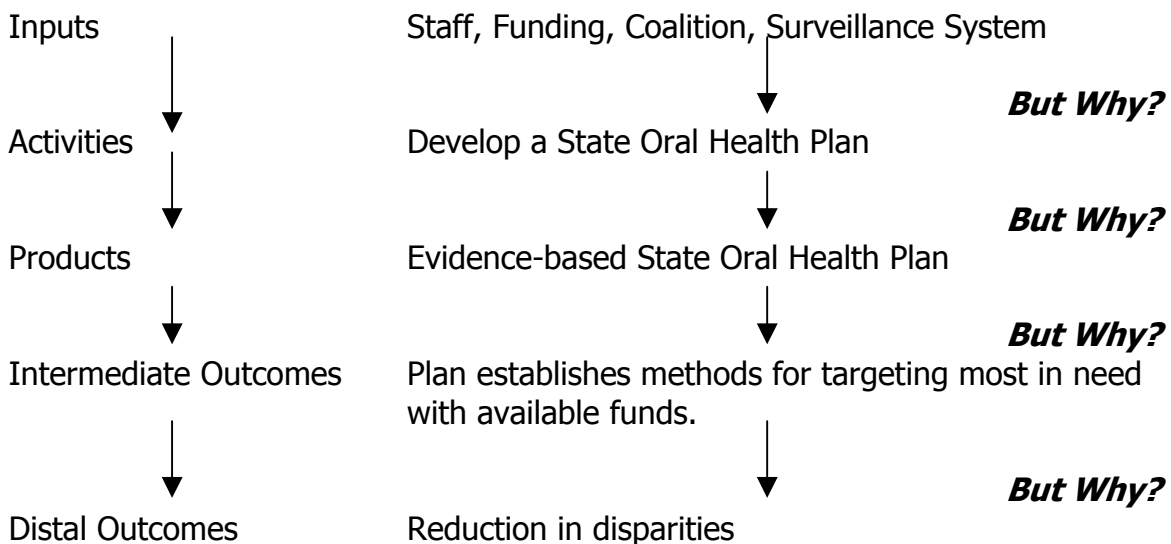 Inputs Staff, Funding, Coalition, Surveillance System
But Why?
Activities Develop a State Oral Health Plan
But Why?
Products Evidence-based State Oral Health Plan
But Why?
Intermediate Outcomes Plan establishes methods for targeting most in need
with available funds.
But Why?
Distal Outcomes Reduction in disparities